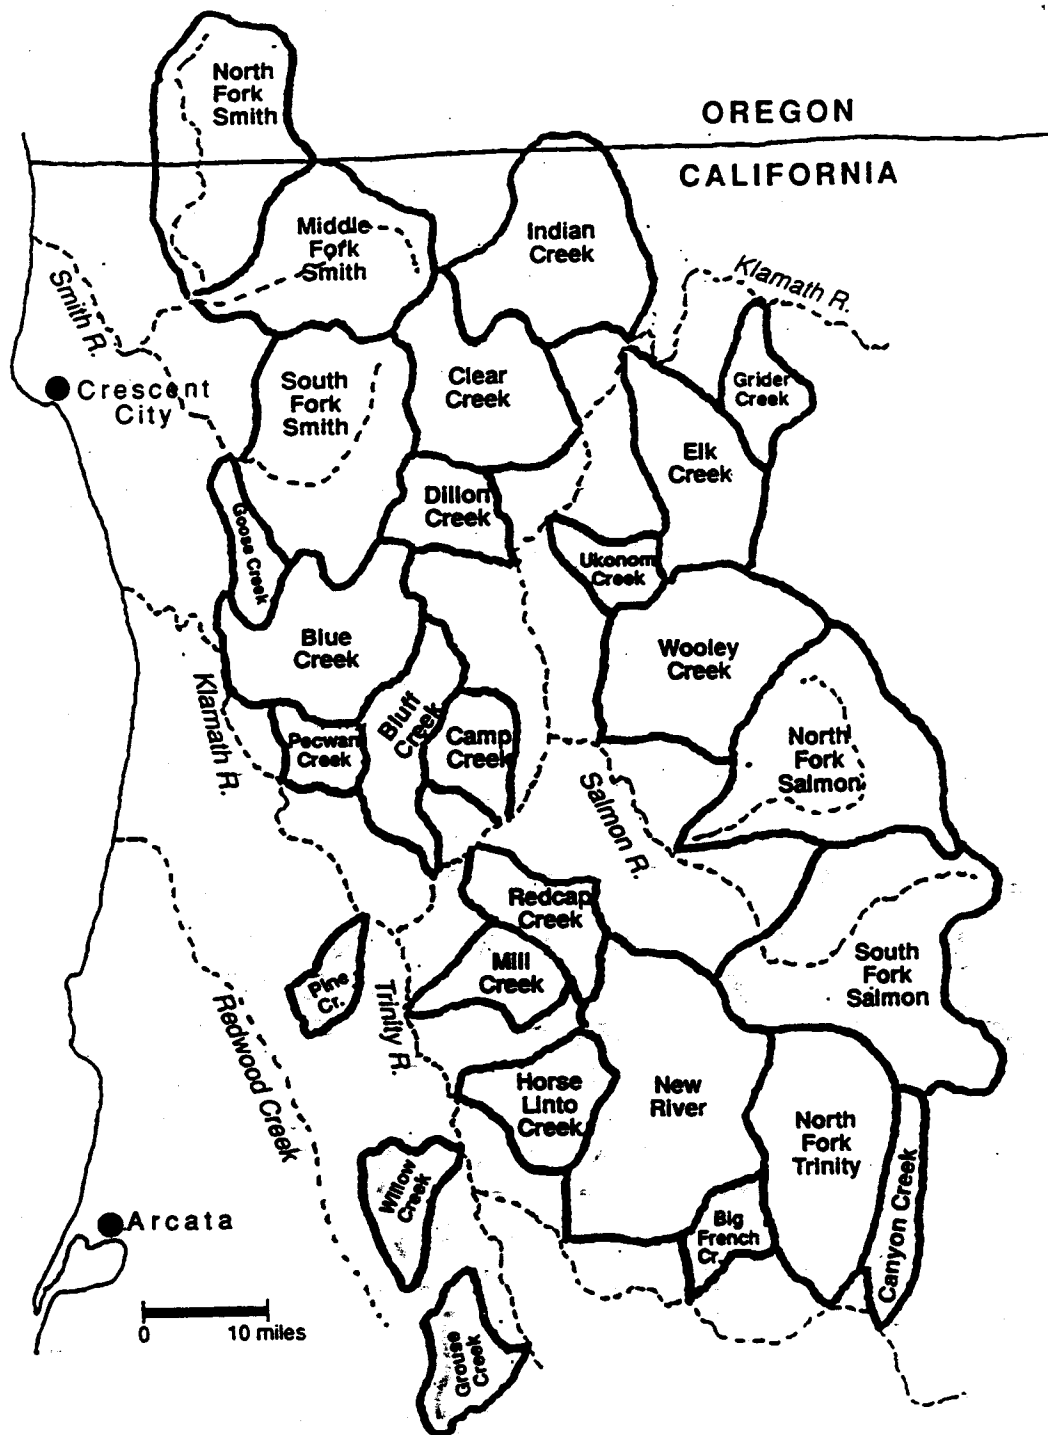 North
Fork
Smith
OREGON
CALIFORNIA
Middle
Fork
Smith
Indian
Creek
Klamath R.
Smith R.
Crescent
City
South
Fork
Smith
Clear
Creek
Grider
Creek
Elk
Creek
Dillon
Creek
Goose Creek
Ukonom
Creek
Blue
Creek
Wooley
Creek
Klamath R.
Bluff
Creek
Pecwan
Creek
Camp
Creek
North
Fork
Salmon
Salmon R.
Redcap
Creek
Mill
Creek
South
Fork
Salmon
Pine
Cr.
Trinity R.
Redwood Creek
Horse
Linto
Creek
New
River
North
Fork
Trinity
Canyon Creek
Willow
Creek
Big
French
Cr.
Arcata
0 10 miles
Grouse
Creek